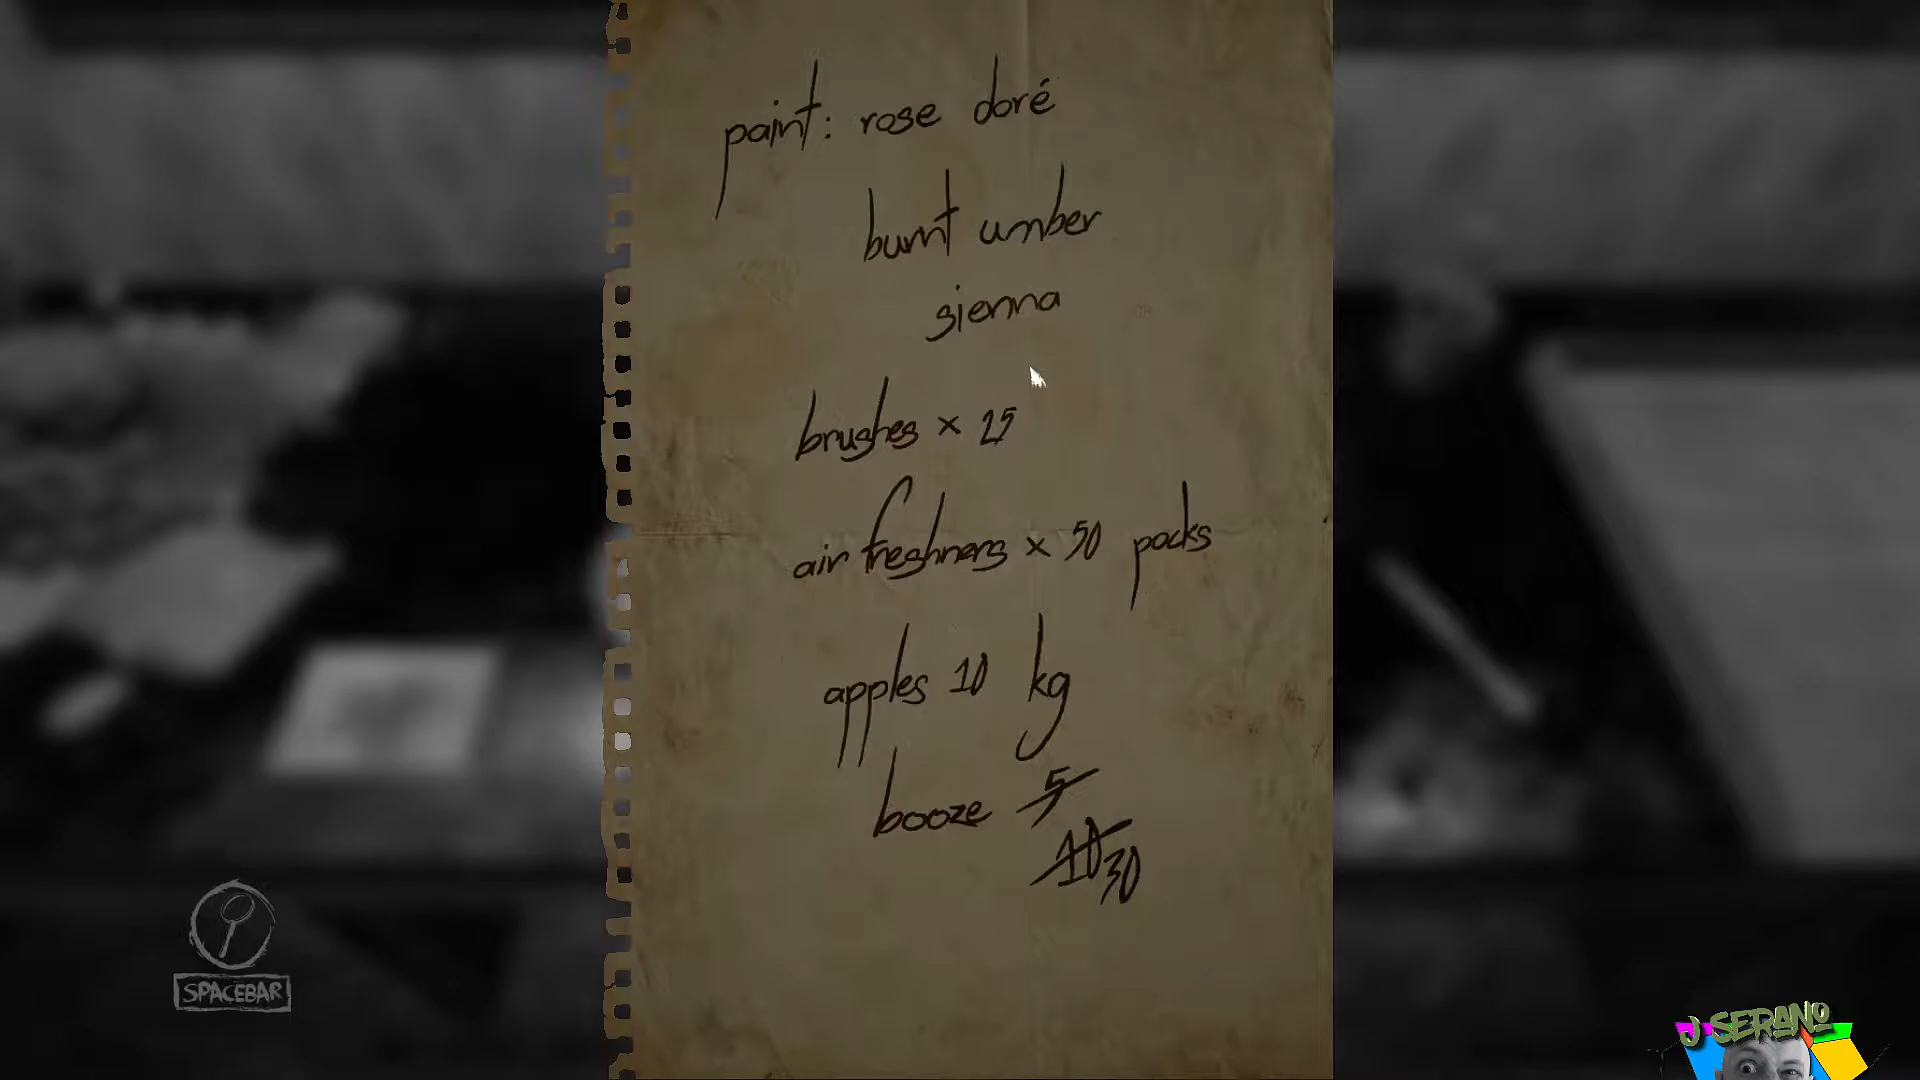 paint: rose doré
burnt umber
sienna
brushes × 25
air freshners × 50 packs
apples 10 kg
booze 5
10 30
SPACEBAR
J SERANO